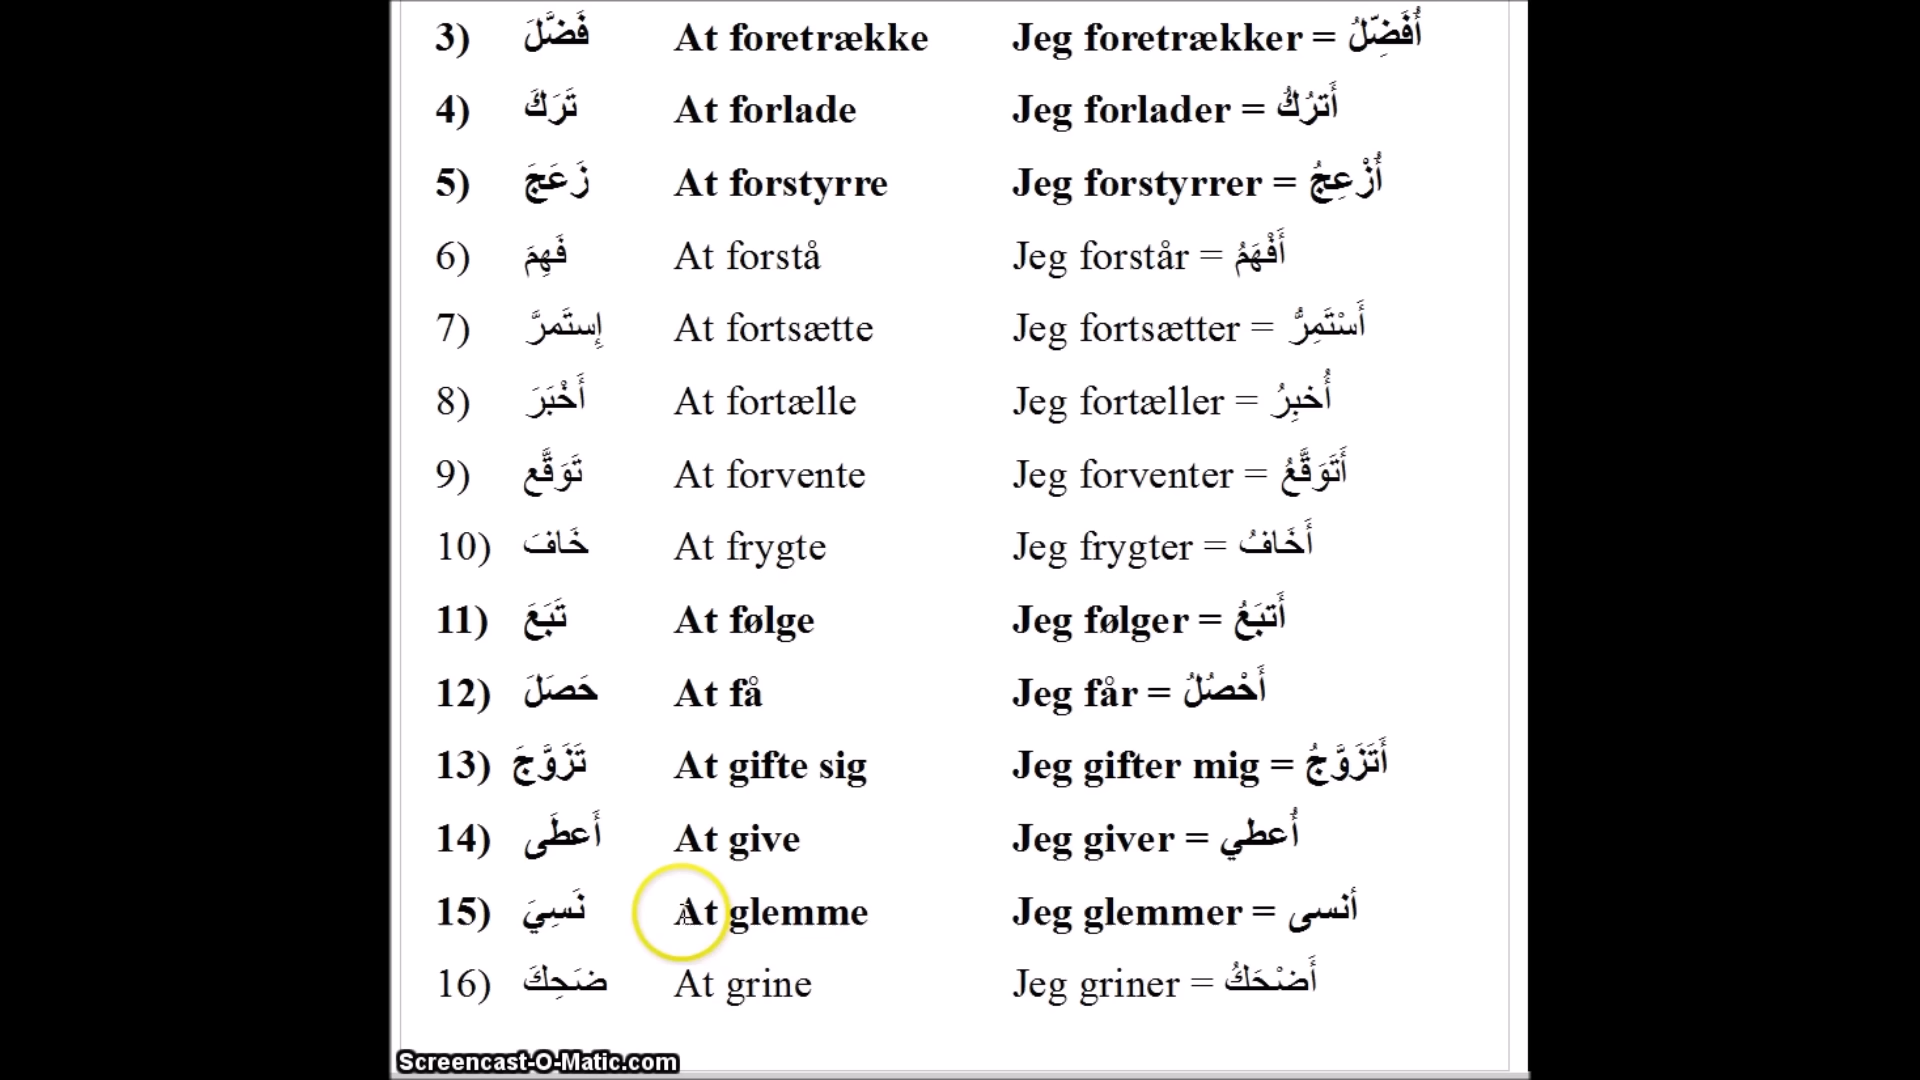 3) فَضَّلَ At foretrække Jeg foretrækker = أُفَضِّلُ
4) تَرَكَ At forlade Jeg forlader = أَترُكُ
5) زَعَجَ At forstyrre Jeg forstyrrer = أُزْعِجُ
6) فَهِمَ At forstå Jeg forstår = أَفْهَمُ
7) إِستَمرَّ At fortsætte Jeg fortsætter = أَسْتَمِرُّ
8) أَخْبَرَ At fortælle Jeg fortæller = أُخبِرُ
9) تَوَقَّع At forvente Jeg forventer = أَتَوَقَّعُ
10) خَافَ At frygte Jeg frygter = أَخَافُ
11) تَبَعَ At følge Jeg følger = أَتبَعُ
12) حَصَلَ At få Jeg får = أَحْصُلُ
13) تَزَوَّجَ At gifte sig Jeg gifter mig = أَتَزَوَّجُ
14) أَعطَى At give Jeg giver = أُعطي
15) نَسِيَ At glemme Jeg glemmer = أنسى
16) ضَحِكَ At grine Jeg griner = أَضْحَكُ
Screencast-O-Matic.com